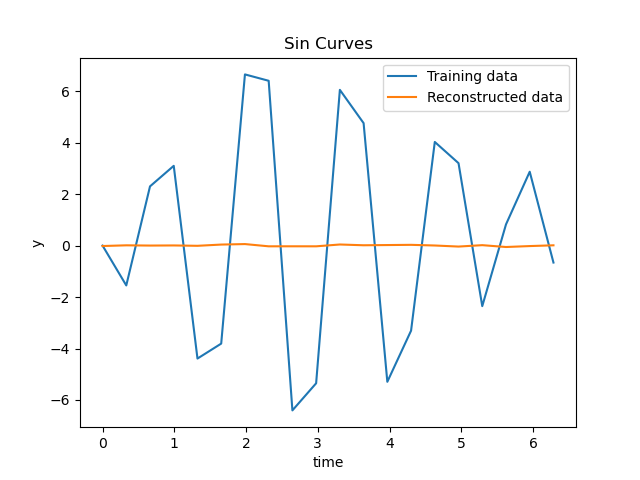 Sin Curves
Training data
Reconstructed data
6
4
2
0
−2
−4
−6
y
0 1 2 3 4 5 6
time